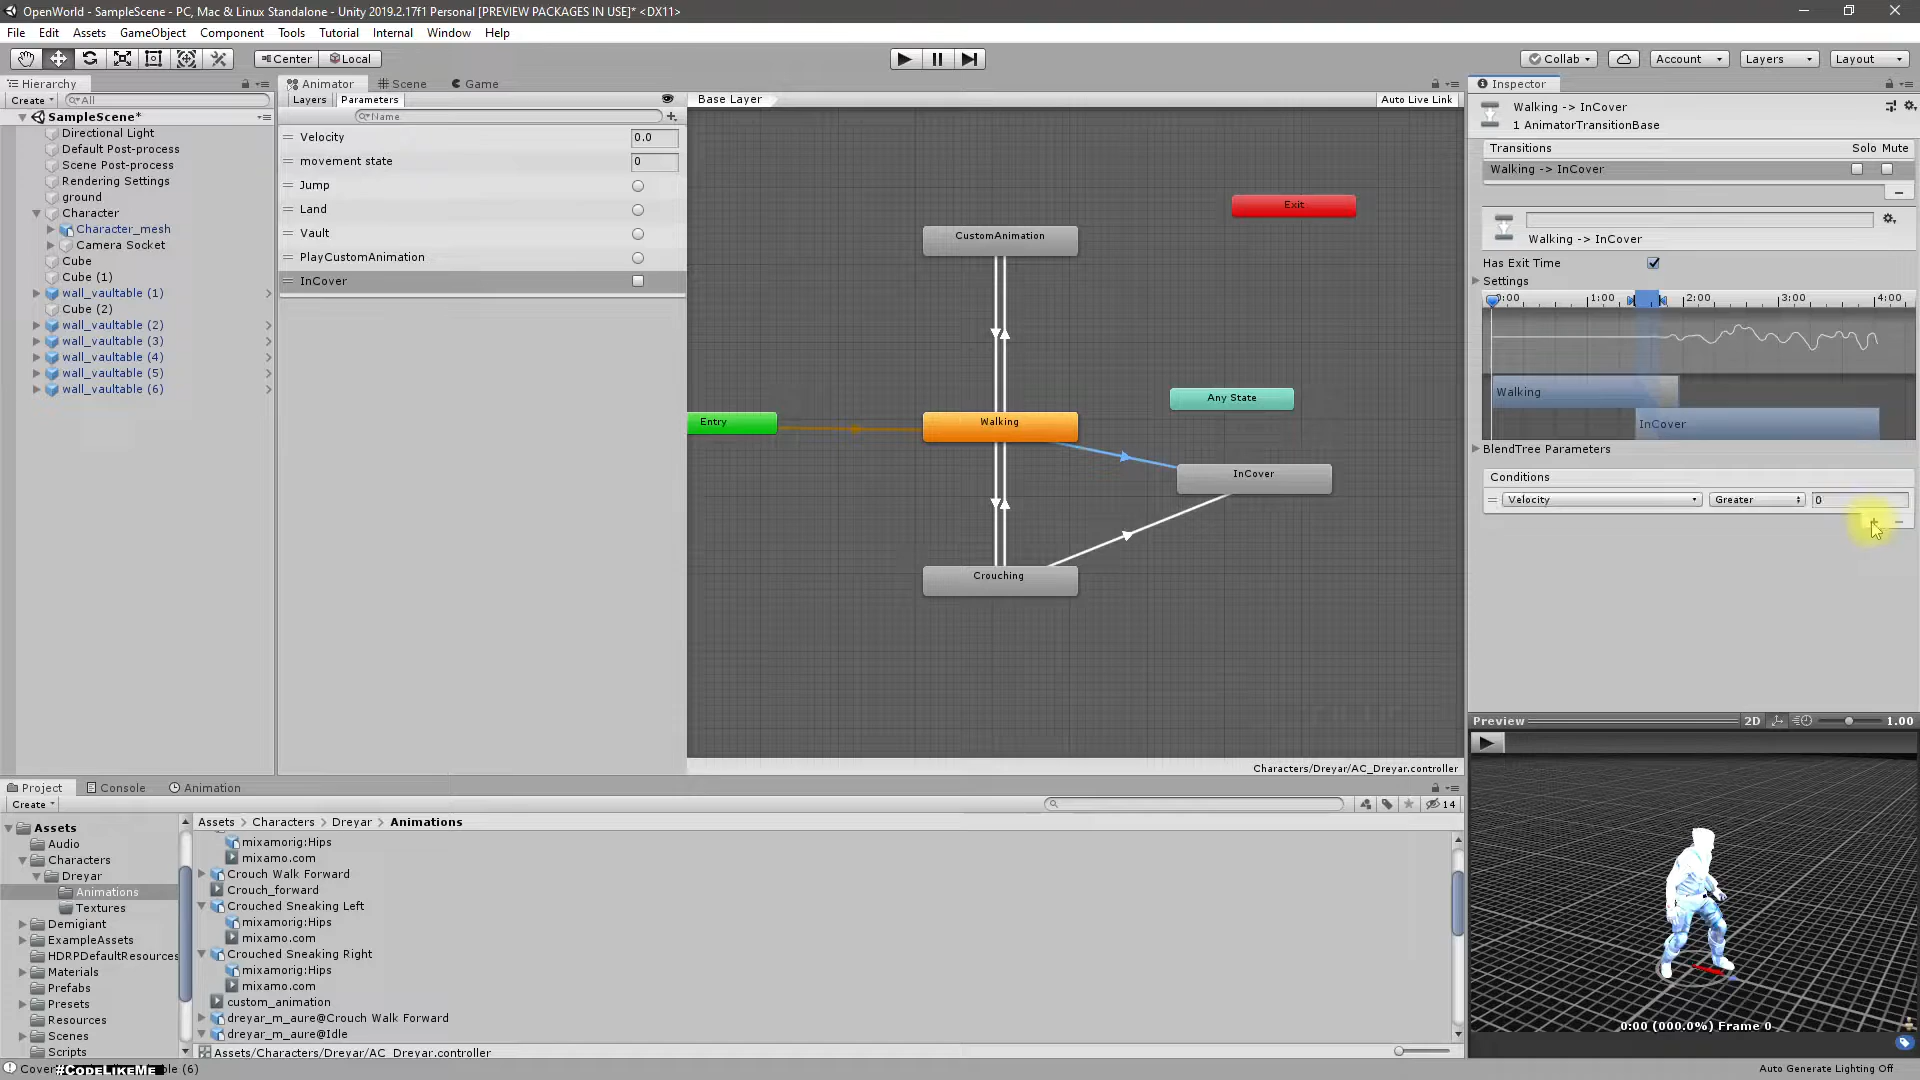 OpenWorld - SampleScene - PC, Mac & Linux Standalone - Unity 2019.2.17f1 Personal [PREVIEW PACKAGES IN USE]* <DX11>
File Edit Assets GameObject Component Tools Tutorial Internal Window Help
Center Local Collab Account Layers Layout
Hierarchy
Create All
SampleScene*
Directional Light
Default Post-process
Scene Post-process
Rendering Settings
ground
Character
Character_mesh
Camera Socket
Cube
Cube (1)
wall_vaultable (1)
Cube (2)
wall_vaultable (2)
wall_vaultable (3)
wall_vaultable (4)
wall_vaultable (5)
wall_vaultable (6)
Animator Scene Game
Layers Parameters
Name
Velocity 0.0
movement state 0
Jump
Land
Vault
PlayCustomAnimation
InCover
Base Layer Auto Live Link
Exit
CustomAnimation
Any State
Entry
Walking
InCover
Crouching
Characters/Dreyar/AC_Dreyar.controller
Inspector
Walking -> InCover
1 AnimatorTransitionBase
Transitions Solo Mute
Walking -> InCover
Walking -> InCover
Has Exit Time
Settings
0:00 1:00 2:00 3:00 4:00
Walking
InCover
BlendTree Parameters
Conditions
Velocity Greater 0
Preview 2D 1.00
0:00 (000.0%) Frame 0
Project Console Animation
Create 14
Assets
Audio
Characters
Dreyar
Animations
Textures
Demigiant
ExampleAssets
HDRPDefaultResources
Materials
Prefabs
Presets
Resources
Scenes
Scripts
Assets > Characters > Dreyar > Animations
mixamorig:Hips
mixamo.com
Crouch Walk Forward
Crouch_forward
Crouched Sneaking Left
mixamorig:Hips
mixamo.com
Crouched Sneaking Right
mixamorig:Hips
mixamo.com
custom_animation
dreyar_m_aure@Crouch Walk Forward
dreyar_m_aure@Idle
Assets/Characters/Dreyar/AC_Dreyar.controller
Cover #CODELIKEME ble (6)
Auto Generate Lighting Off